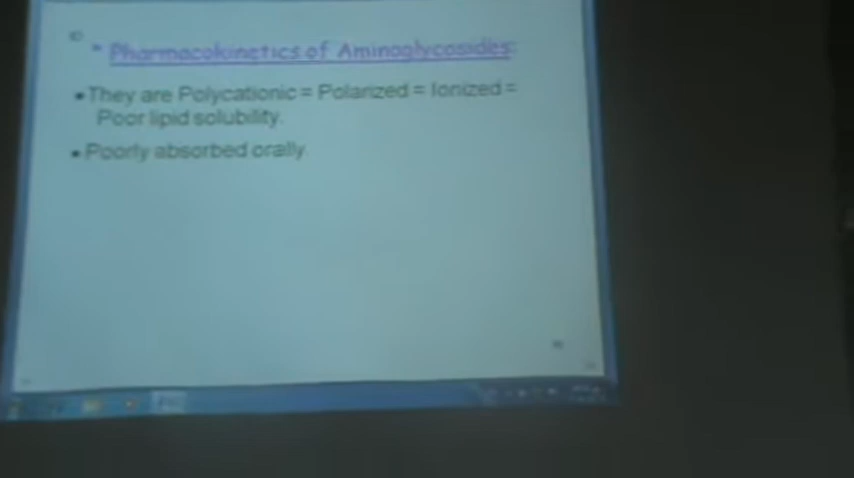 * Pharmacokinetics of Aminoglycosides:
• They are Polycationic = Polarized = Ionized =
Poor lipid solubility.
• Poorly absorbed orally